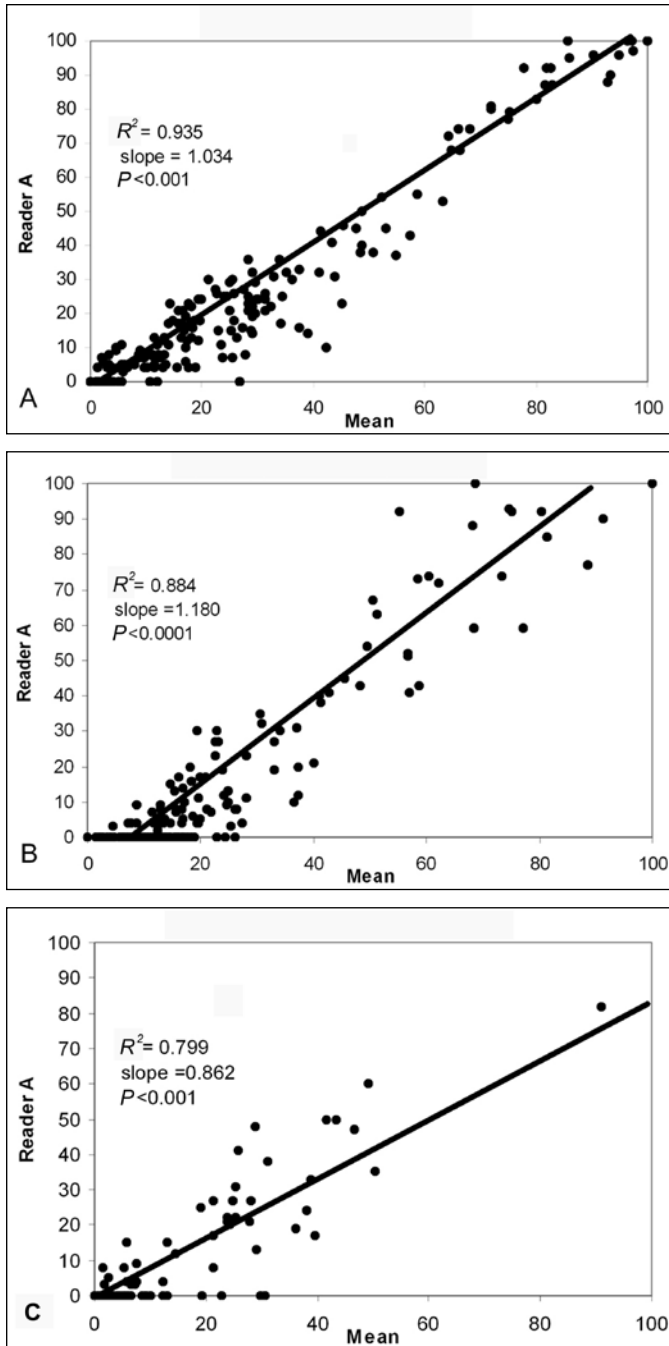 100
90
80
70
60
50
40
30
20
10
0
Reader A
R² = 0.935
slope = 1.034
P<0.001
0 20 40 60 80 100
Mean
A
100
90
80
70
60
50
40
30
20
10
0
Reader A
R² = 0.884
slope =1.180
P<0.0001
0 20 40 60 80 100
Mean
B
100
90
80
70
60
50
40
30
20
10
0
Reader A
R² = 0.799
slope =0.862
P<0.001
0 20 40 60 80 100
Mean
C